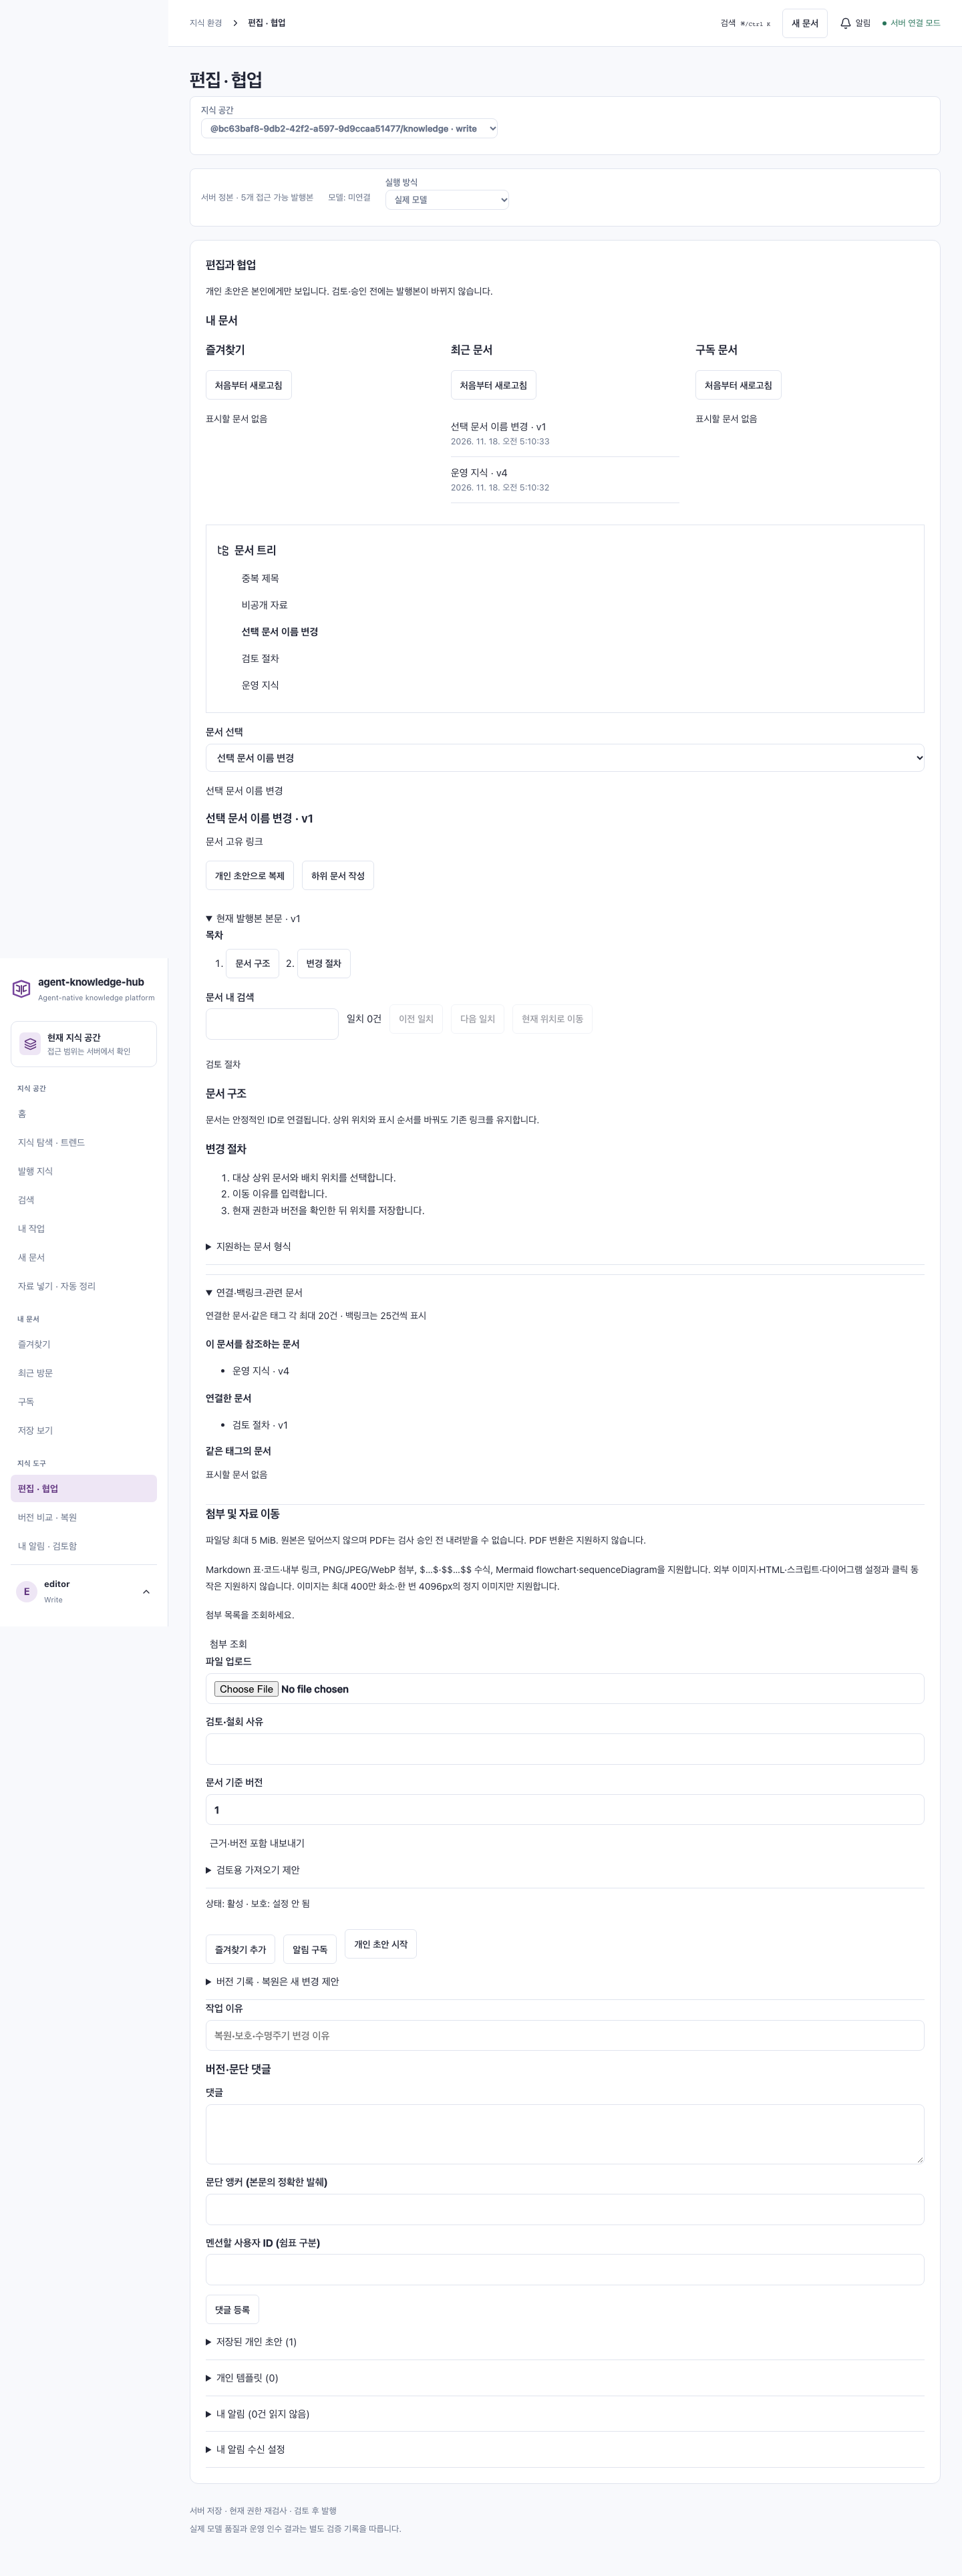 지식 환경 > 편집 · 협업
검색 ⌘/Ctrl K 새 문서 알림 서버 연결 모드
편집 · 협업
지식 공간
@bc63baf8-9db2-42f2-a597-9d9ccaa51477/knowledge · write
실행 방식
서버 정본 · 5개 접근 가능 발행본 모델: 미연결 실제 모델
편집과 협업
개인 초안은 본인에게만 보입니다. 검토·승인 전에는 발행본이 바뀌지 않습니다.
내 문서
즐겨찾기
처음부터 새로고침
표시할 문서 없음
최근 문서
처음부터 새로고침
선택 문서 이름 변경 · v1
2026. 11. 18. 오전 5:10:33
운영 지식 · v4
2026. 11. 18. 오전 5:10:32
구독 문서
처음부터 새로고침
표시할 문서 없음
문서 트리
중복 제목
비공개 자료
선택 문서 이름 변경
검토 절차
운영 지식
문서 선택
선택 문서 이름 변경
선택 문서 이름 변경
선택 문서 이름 변경 · v1
문서 고유 링크
개인 초안으로 복제 하위 문서 작성
▼ 현재 발행본 본문 · v1
목차
1. 문서 구조 2. 변경 절차
문서 내 검색
일치 0건 이전 일치 다음 일치 현재 위치로 이동
검토 절차
문서 구조
문서는 안정적인 ID로 연결됩니다. 상위 위치와 표시 순서를 바꿔도 기존 링크를 유지합니다.
변경 절차
1. 대상 상위 문서와 배치 위치를 선택합니다.
2. 이동 이유를 입력합니다.
3. 현재 권한과 버전을 확인한 뒤 위치를 저장합니다.
▶ 지원하는 문서 형식
▼ 연결·백링크·관련 문서
연결한 문서·같은 태그 각 최대 20건 · 백링크는 25건씩 표시
이 문서를 참조하는 문서
• 운영 지식 · v4
연결한 문서
• 검토 절차 · v1
같은 태그의 문서
표시할 문서 없음
첨부 및 자료 이동
파일당 최대 5 MiB. 원본은 덮어쓰지 않으며 PDF는 검사 승인 전 내려받을 수 없습니다. PDF 변환은 지원하지 않습니다.
Markdown 표·코드·내부 링크, PNG/JPEG/WebP 첨부, $...$·$$...$$ 수식, Mermaid flowchart·sequenceDiagram을 지원합니다. 외부 이미지·HTML·스크립트·다이어그램 설정과 클릭 동
작은 지원하지 않습니다. 이미지는 최대 400만 화소·한 변 4096px의 정지 이미지만 지원합니다.
첨부 목록을 조회하세요.
첨부 조회
파일 업로드
Choose File No file chosen
검토·철회 사유
문서 기준 버전
1
근거·버전 포함 내보내기
▶ 검토용 가져오기 제안
상태: 활성 · 보호: 설정 안 됨
즐겨찾기 추가 알림 구독 개인 초안 시작
▶ 버전 기록 · 복원은 새 변경 제안
작업 이유
복원·보호·수명주기 변경 이유
버전·문단 댓글
댓글
문단 앵커 (본문의 정확한 발췌)
멘션할 사용자 ID (쉼표 구분)
댓글 등록
▶ 저장된 개인 초안 (1)
▶ 개인 템플릿 (0)
▶ 내 알림 (0건 읽지 않음)
▶ 내 알림 수신 설정
서버 저장 · 현재 권한 재검사 · 검토 후 발행
실제 모델 품질과 운영 인수 결과는 별도 검증 기록을 따릅니다.
agent-knowledge-hub
Agent-native knowledge platform
현재 지식 공간
접근 범위는 서버에서 확인
지식 공간
홈
지식 탐색 · 트렌드
발행 지식
검색
내 작업
새 문서
자료 넣기 · 자동 정리
내 문서
즐겨찾기
최근 방문
구독
저장 보기
지식 도구
편집 · 협업
버전 비교 · 복원
내 알림 · 검토함
E editor
Write